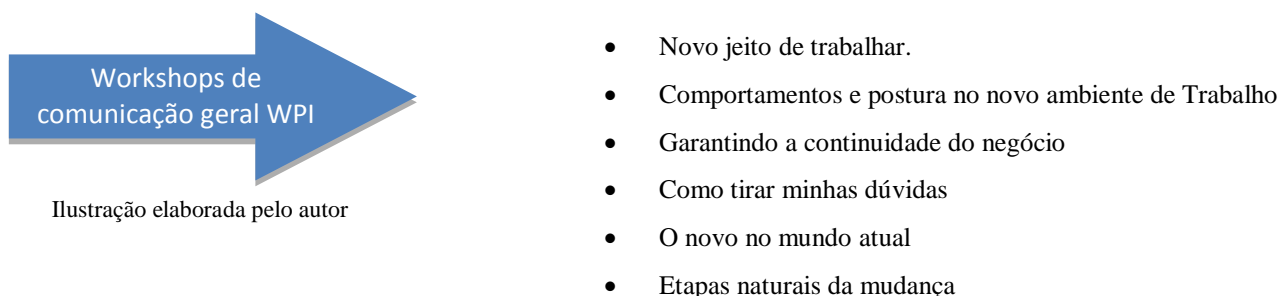 Workshops de
comunicação geral WPI
Ilustração elaborada pelo autor
• Novo jeito de trabalhar.
• Comportamentos e postura no novo ambiente de Trabalho
• Garantindo a continuidade do negócio
• Como tirar minhas dúvidas
• O novo no mundo atual
• Etapas naturais da mudança